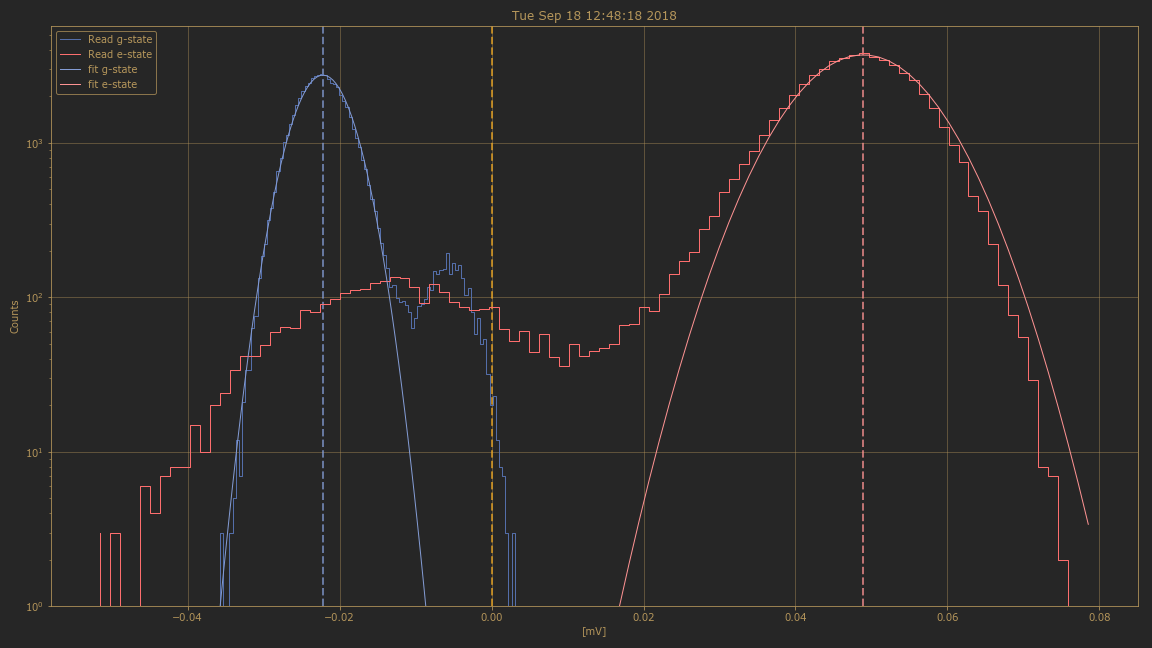 Tue Sep 18 12:48:18 2018
Read g-state
Read e-state
fit g-state
fit e-state
Counts
10³
10²
10¹
10⁰
−0.04 −0.02 0.00 0.02 0.04 0.06 0.08
[mV]